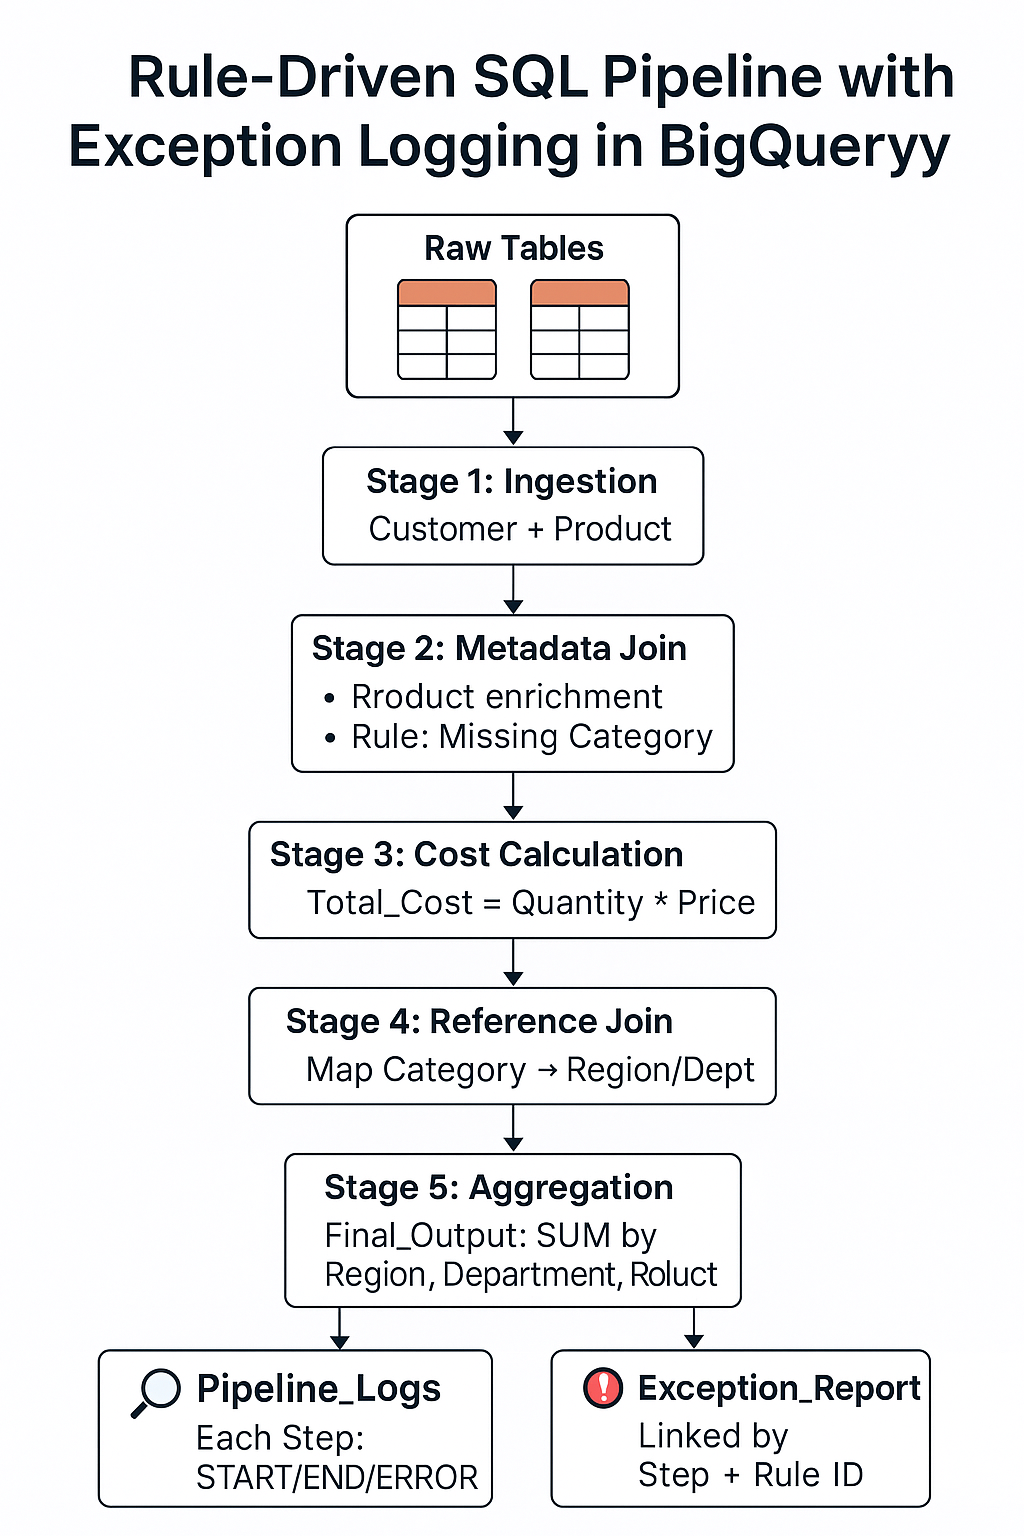 Rule-Driven SQL Pipeline with
Exception Logging in BigQueryy
Raw Tables
Stage 1: Ingestion
Customer + Product
Stage 2: Metadata Join
• Rroduct enrichment
• Rule: Missing Category
Stage 3: Cost Calculation
Total_Cost = Quantity * Price
Stage 4: Reference Join
Map Category → Region/Dept
Stage 5: Aggregation
Final_Output: SUM by
Region, Department, Roluct
Pipeline_Logs
Each Step:
START/END/ERROR
Exception_Report
Linked by
Step + Rule ID